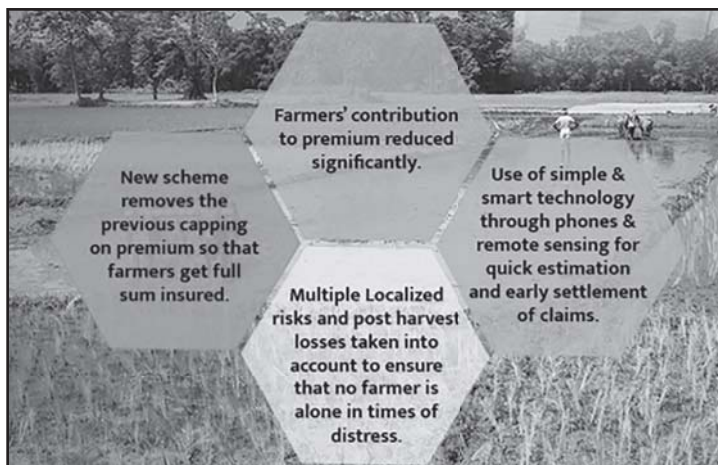 Farmers' contribution
to premium reduced
significantly.
New scheme
removes the
previous capping
on premium so that
farmers get full
sum insured.
Use of simple &
smart technology
through phones &
remote sensing for
quick estimation
and early settlement
of claims.
Multiple Localized
risks and post harvest
losses taken into
account to ensure
that no farmer is
alone in times of
distress.